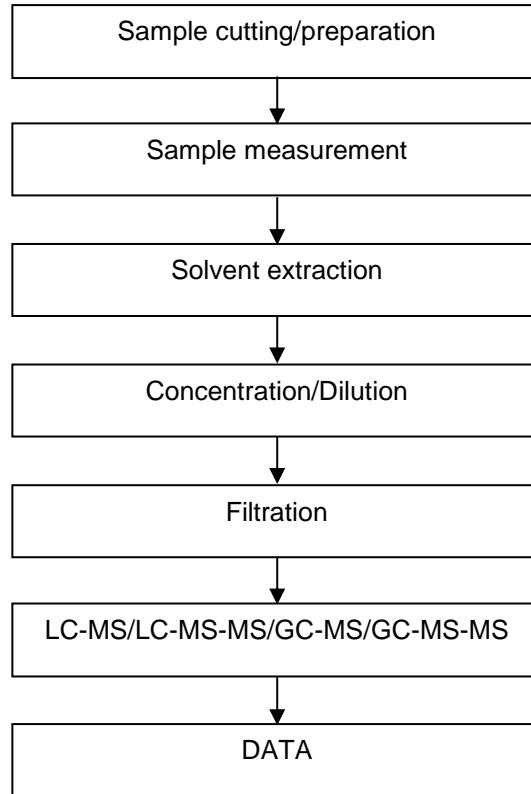 Sample cutting/preparation
Sample measurement
Solvent extraction
Concentration/Dilution
Filtration
LC-MS/LC-MS-MS/GC-MS/GC-MS-MS
DATA